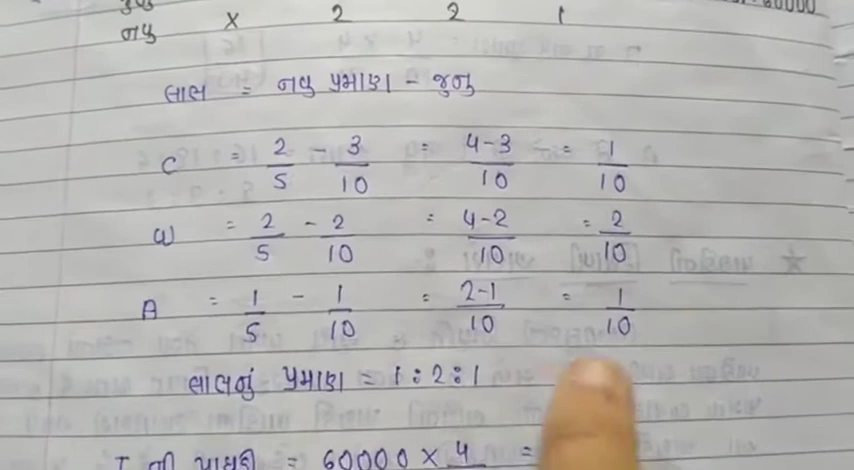 60000
નવુ × 2 2 1
લાભ = નવુ પ્રમાણ - જુનુ
C = 2/5 - 3/10 = 4-3/10 = 1/10
W = 2/5 - 2/10 = 4-2/10 = 2/10
A = 1/5 - 1/10 = 2-1/10 = 1/10
લાભનું પ્રમાણ = 1 : 2 : 1
ની પાઘડી = 60000 × 4 =